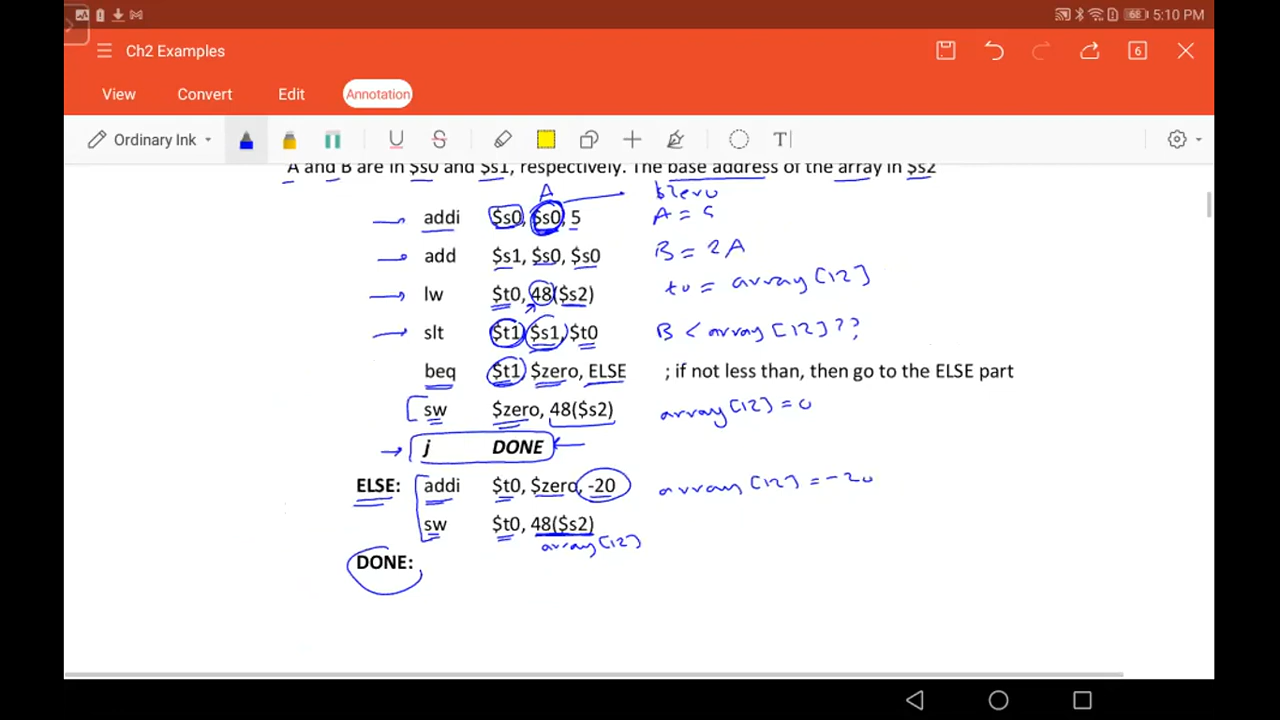 68 5:10 PM
Ch2 Examples
6
View Convert Edit Annotation
Ordinary Ink T
A and B are in $s0 and $s1, respectively. The base address of the array in $s2
A $zero
addi $s0, $s0, 5 A = 5
add $s1, $s0, $s0 B = 2A
lw $t0, 48($s2) t0 = array[12]
slt $t1, $s1, $t0 B < array[12]??
beq $t1, $zero, ELSE ; if not less than, then go to the ELSE part
sw $zero, 48($s2) array[12] = 0
j DONE
ELSE: addi $t0, $zero, -20 array[12] = -20
sw $t0, 48($s2)
array[12]
DONE: